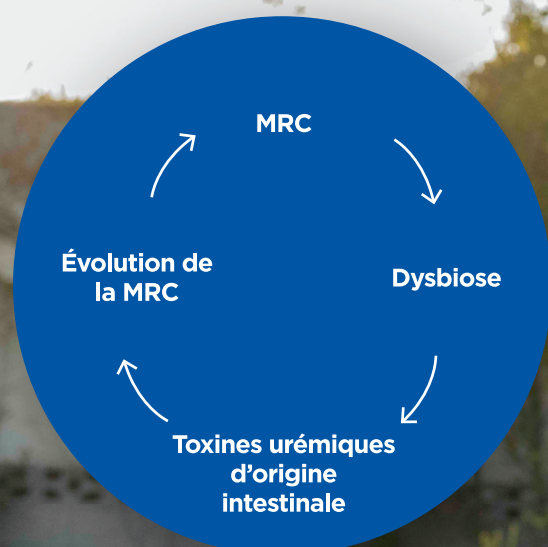 MRC
Dysbiose
Toxines urémiques
d'origine
intestinale
Évolution de
la MRC